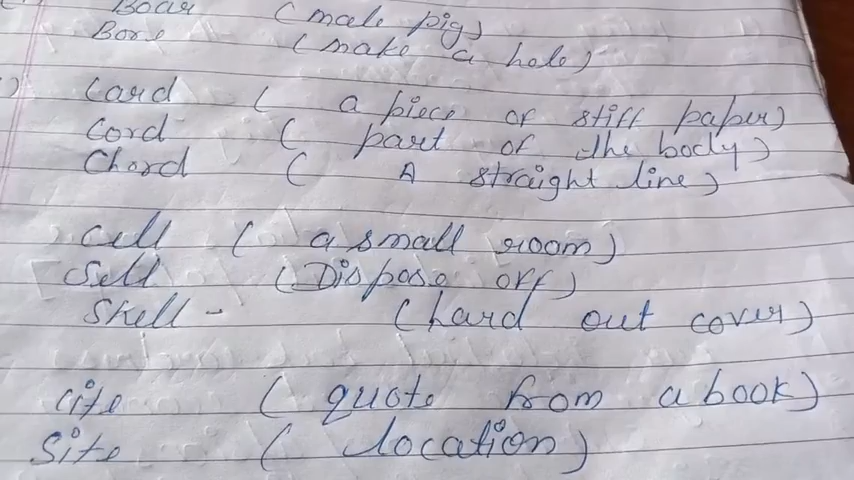 Boar (male pig)
Bore (make a hole)
Card ( a piece of stiff paper)
Cord ( part of the body)
Chord ( A straight line)
Cell ( a small room)
Sell (Dispose off)
Shell - (hard out cover)
Cite ( quote from a book)
Site ( location)